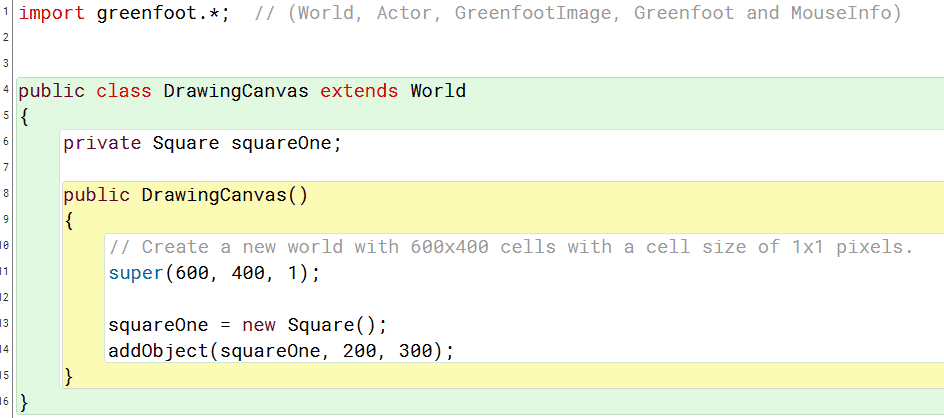 1 import greenfoot.*;  // (World, Actor, GreenfootImage, Greenfoot and MouseInfo)
2
3
4 public class DrawingCanvas extends World
5 {
6     private Square squareOne;
7
8     public DrawingCanvas()
9     {
10         // Create a new world with 600x400 cells with a cell size of 1x1 pixels.
11         super(600, 400, 1);
12
13         squareOne = new Square();
14         addObject(squareOne, 200, 300);
15     }
16 }